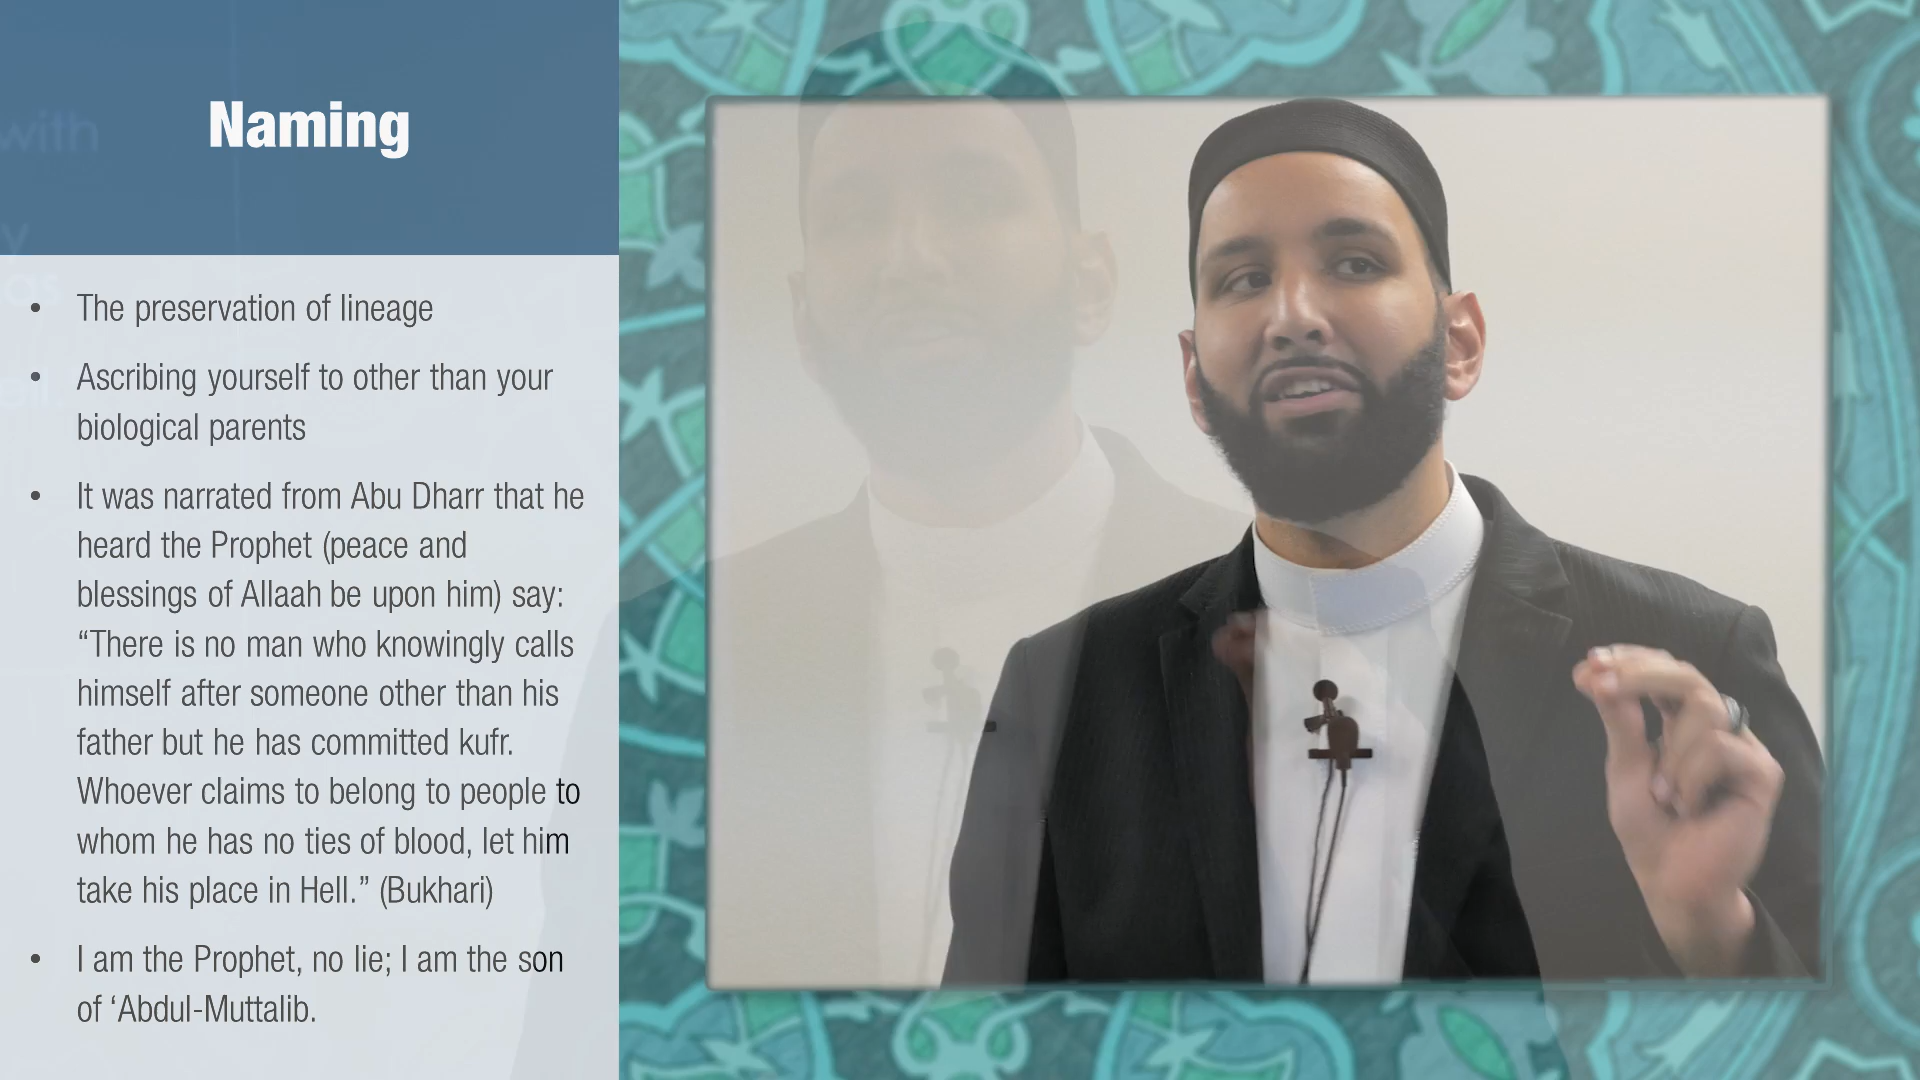 Naming
• The preservation of lineage
• Ascribing yourself to other than your
biological parents
• It was narrated from Abu Dharr that he
heard the Prophet (peace and
blessings of Allaah be upon him) say:
“There is no man who knowingly calls
himself after someone other than his
father but he has committed kufr.
Whoever claims to belong to people to
whom he has no ties of blood, let him
take his place in Hell.” (Bukhari)
• I am the Prophet, no lie; I am the son
of ‘Abdul-Muttalib.
with
y
as